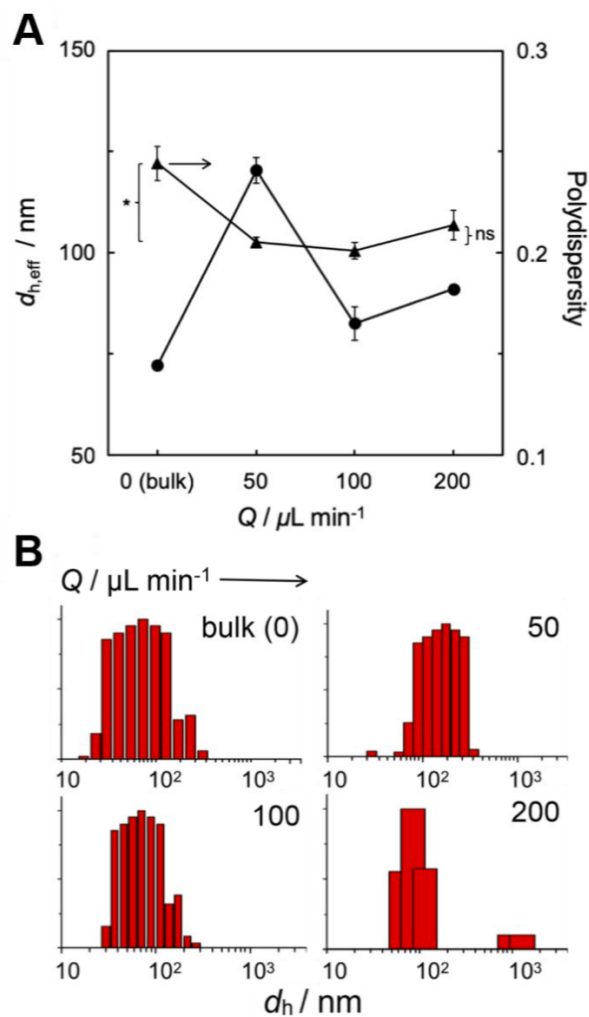 A
150
0.3
100
0.2
50
0.1
*
ns
d_h,eff / nm
Polydispersity
0 (bulk) 50 100 200
Q / µL min⁻¹
B
Q / µL min⁻¹
bulk (0)
50
10 10² 10³
10 10² 10³
100
200
10 10² 10³
10 10² 10³
d_h / nm